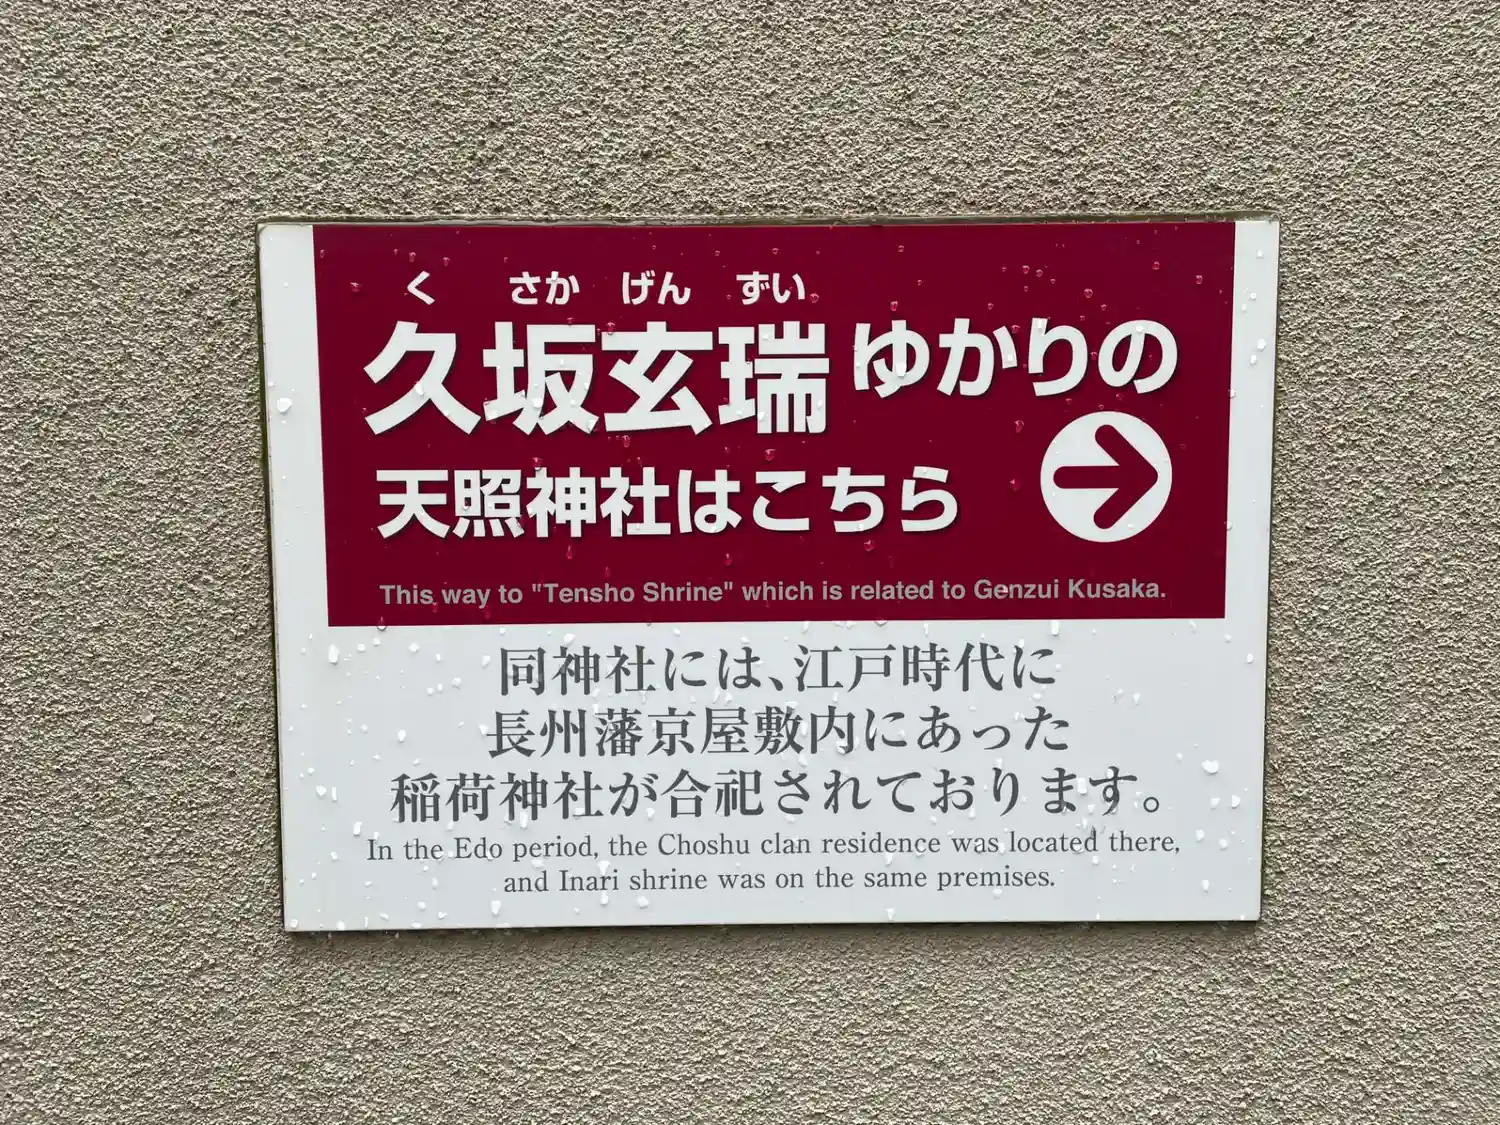 く さか げん ずい
久坂玄瑞ゆかりの
天照神社はこちら
This way to "Tensho Shrine" which is related to Genzui Kusaka.
同神社には、江戸時代に
長州藩京屋敷内にあった
稲荷神社が合祀されております。
In the Edo period, the Choshu clan residence was located there,
and Inari shrine was on the same premises.